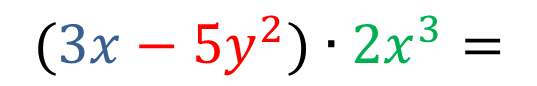 (3x − 5y²) · 2x³ =